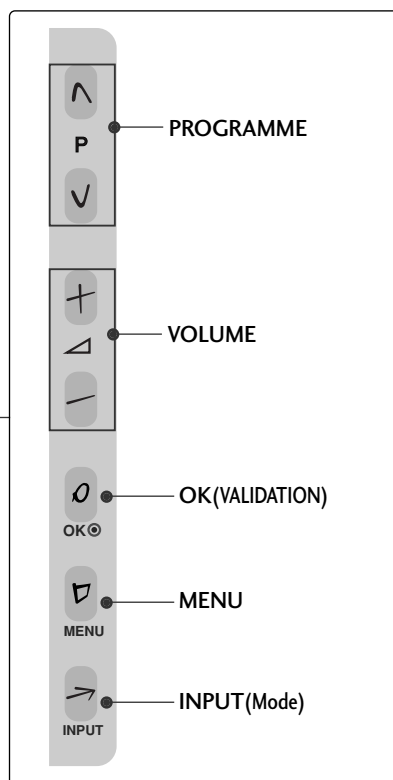 P
PROGRAMME
VOLUME
OK(VALIDATION)
OK
MENU
MENU
INPUT(Mode)
INPUT